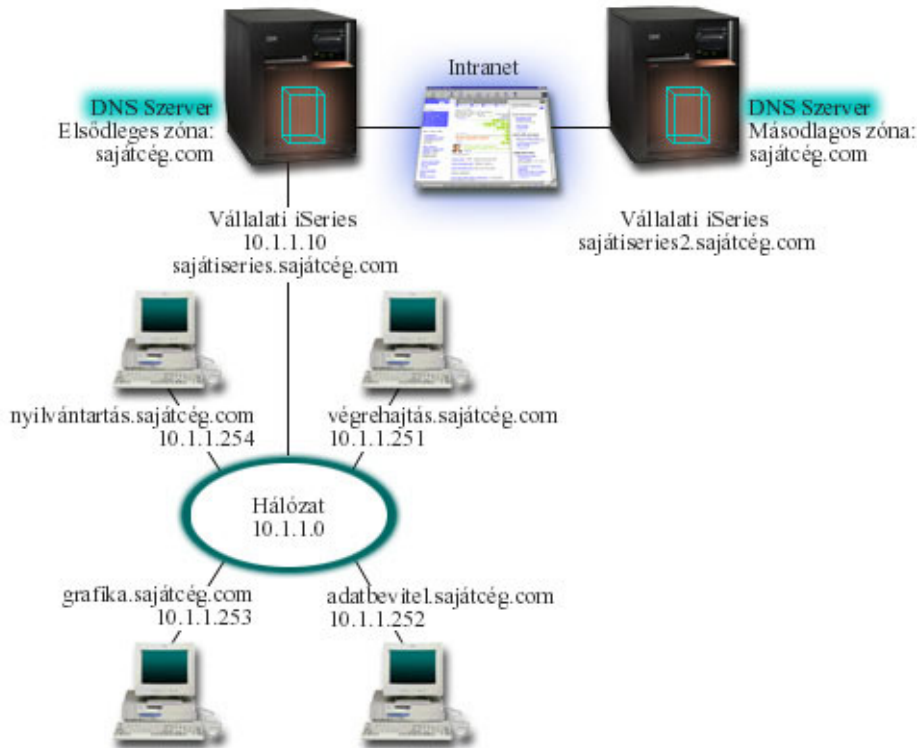 Intranet
DNS Szerver
Elsődleges zóna:
sajátcég.com
DNS Szerver
Másodlagos zóna:
sajátcég.com
Vállalati iSeries
10.1.1.10
sajátiseries.sajátcég.com
Vállalati iSeries
sajátiseries2.sajátcég.com
nyilvántartás.sajátcég.com
10.1.1.254
végrehajtás.sajátcég.com
10.1.1.251
Hálózat
10.1.1.0
grafika.sajátcég.com
10.1.1.253
adatbevitel.sajátcég.com
10.1.1.252